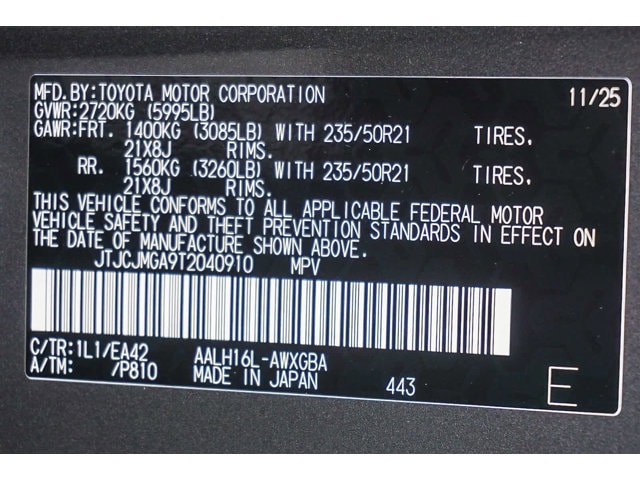 MFD.BY:TOYOTA MOTOR CORPORATION 11/25
GVWR:2720KG (5995LB)
GAWR:FRT. 1400KG (3085LB) WITH 235/50R21 TIRES,
21X8J RIMS.
RR. 1560KG (3260LB) WITH 235/50R21 TIRES,
21X8J RIMS.
THIS VEHICLE CONFORMS TO ALL APPLICABLE FEDERAL MOTOR
VEHICLE SAFETY AND THEFT PREVENTION STANDARDS IN EFFECT ON
THE DATE OF MANUFACTURE SHOWN ABOVE.
JTJCJMGA9T2040910 MPV
C/TR:1L1/EA42 AALH16L-AWXGBA
A/TM: /P810 MADE IN JAPAN 443 E